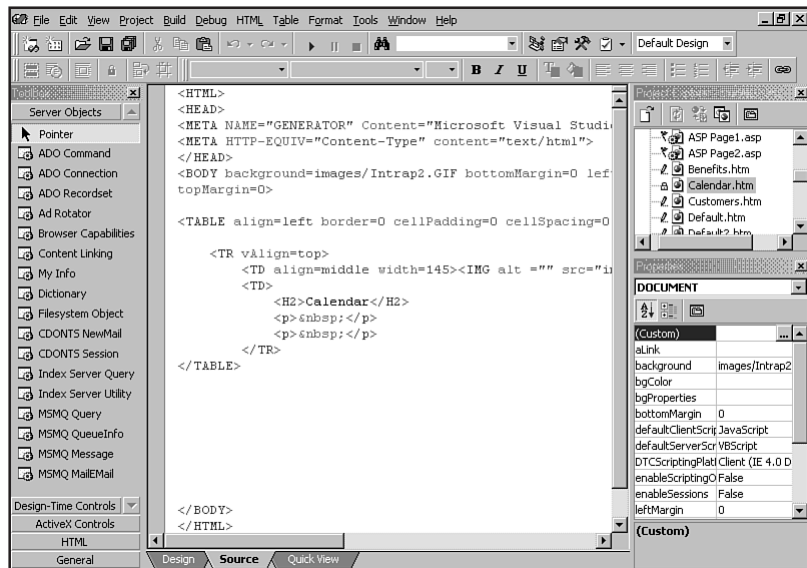 File Edit View Project Build Debug HTML Table Format Tools Window Help
Default Design
B I U
Toolbox
Server Objects
Pointer
ADO Command
ADO Connection
ADO Recordset
Ad Rotator
Browser Capabilities
Content Linking
My Info
Dictionary
Filesystem Object
CDONTS NewMail
CDONTS Session
Index Server Query
Index Server Utility
MSMQ Query
MSMQ QueueInfo
MSMQ Message
MSMQ MailEMail
Design-Time Controls
ActiveX Controls
HTML
General
<HTML>
<HEAD>
<META NAME="GENERATOR" Content="Microsoft Visual Studi
<META HTTP-EQUIV="Content-Type" content="text/html">
</HEAD>
<BODY background=images/Intrap2.GIF bottomMargin=0 lef
topMargin=0>
<TABLE align=left border=0 cellPadding=0 cellSpacing=0
<TR vAlign=top>
<TD align=middle width=145><IMG alt ="" src="i
<TD>
<H2>Calendar</H2>
<p>&nbsp;</p>
<p>&nbsp;</p>
</TR>
</TABLE>
</BODY>
</HTML>
Design Source Quick View
ASP Page1.asp
ASP Page2.asp
Benefits.htm
Calendar.htm
Customers.htm
Default.htm
Default2.htm
Properties
DOCUMENT
(Custom) ...
aLink
background images/Intrap2
bgColor
bgProperties
bottomMargin 0
defaultClientScrip JavaScript
defaultServerScr VBScript
DTCScriptingPlatf Client (IE 4.0 D
enableScriptingO False
enableSessions False
leftMargin 0
(Custom)